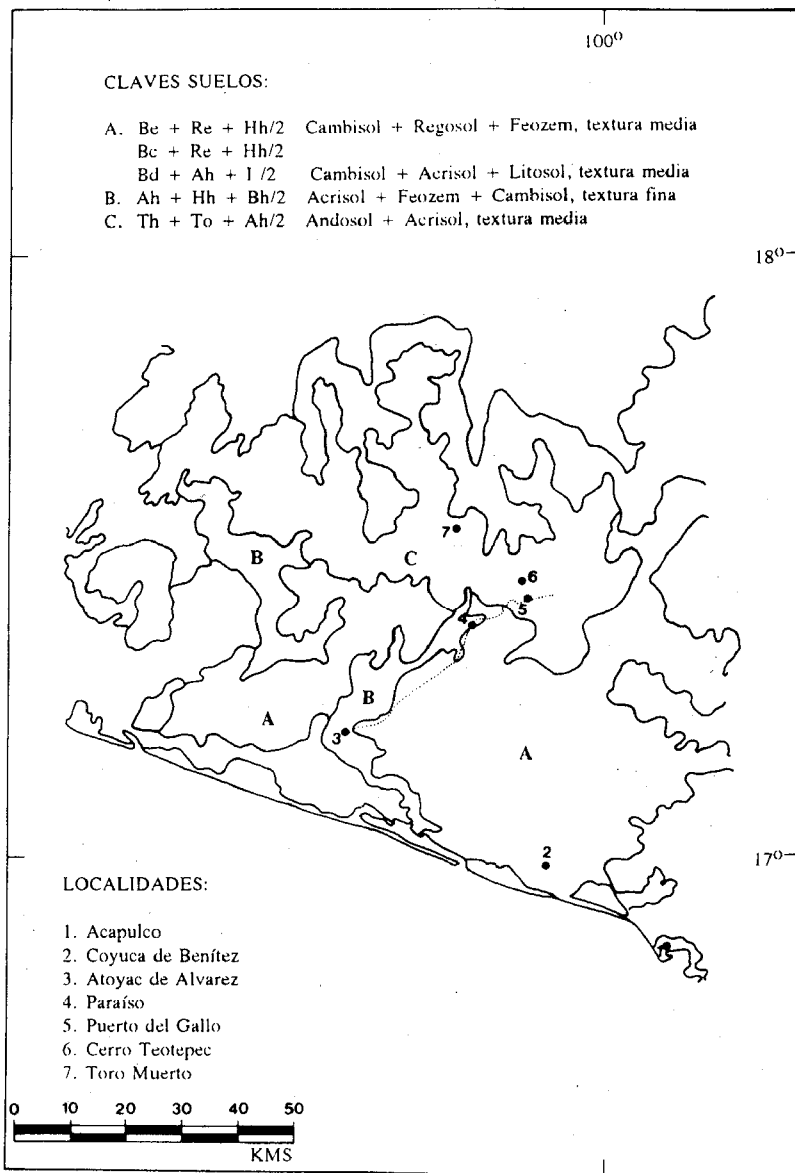 100º
CLAVES SUELOS:
A. Be + Re + Hh/2 Cambisol + Regosol + Feozem, textura media
Bc + Re + Hh/2
Bd + Ah + I /2 Cambisol + Acrisol + Litosol, textura media
B. Ah + Hh + Bh/2 Acrisol + Feozem + Cambisol, textura fina
C. Th + To + Ah/2 Andosol + Acrisol, textura media
18º
7
B
C
6
5
4
B
A
3
A
2
17º
LOCALIDADES:
1. Acapulco
2. Coyuca de Benítez
3. Atoyac de Alvarez
4. Paraíso
5. Puerto del Gallo
6. Cerro Teotepec
7. Toro Muerto
0 10 20 30 40 50
KMS